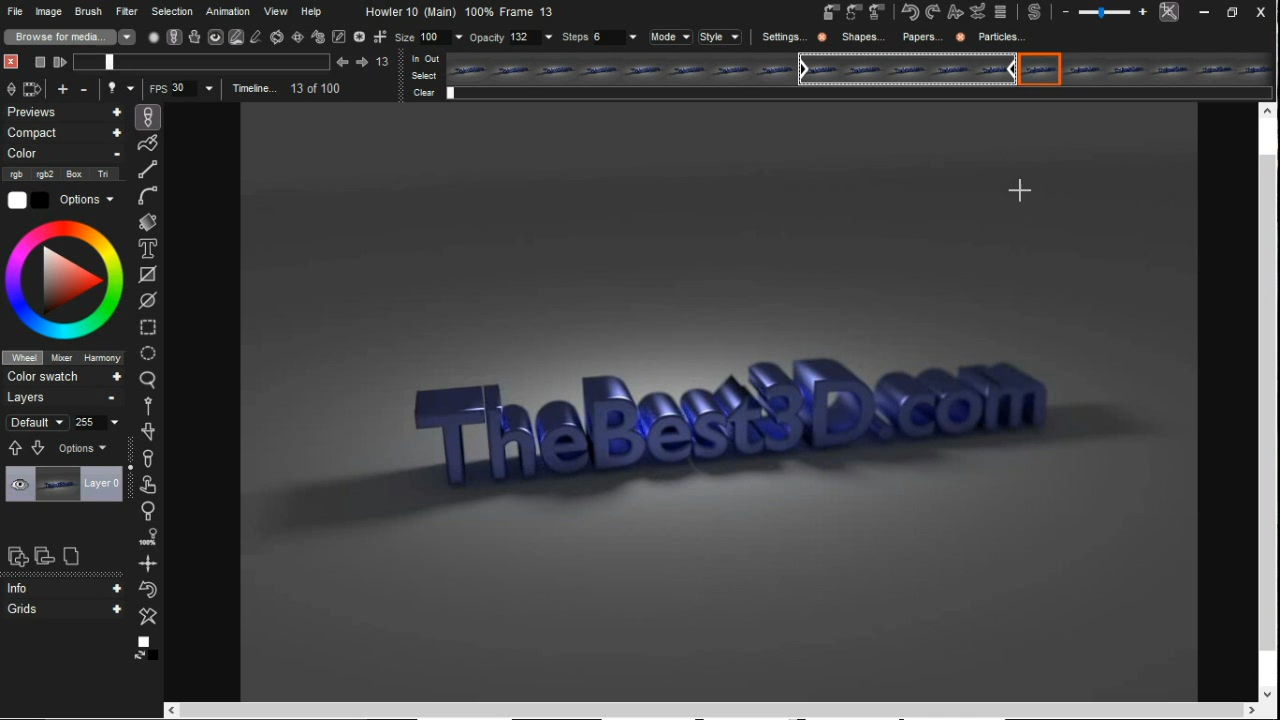 File Image Brush Filter Selection Animation View Help Howler 10 (Main) 100% Frame 13
Browse for media... Size 100 Opacity 132 Steps 6 Mode Style Settings... Shapes... Papers... Particles...
13
In Out
Select
Clear
FPS 30 Timeline... 13 of 100
Previews
Compact
Color
rgb rgb2 Box Tri
Options
Wheel Mixer Harmony
Color swatch
Layers
Default 255
Options
Layer 0
100%
Info
Grids
TheBest3D.com